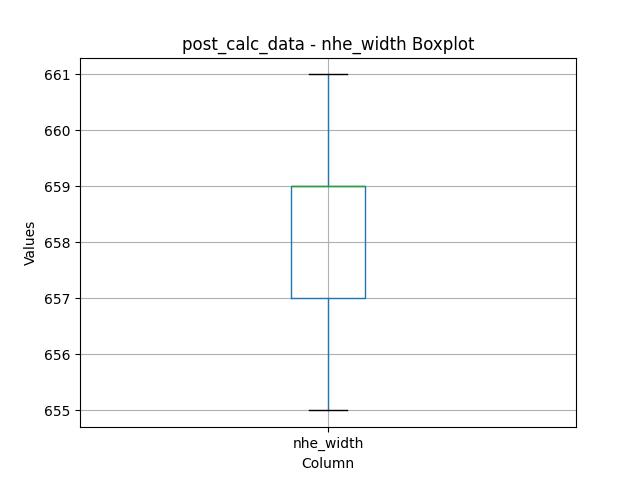 post_calc_data - nhe_width Boxplot
661
660
659
658
657
656
655
Values
nhe_width
Column